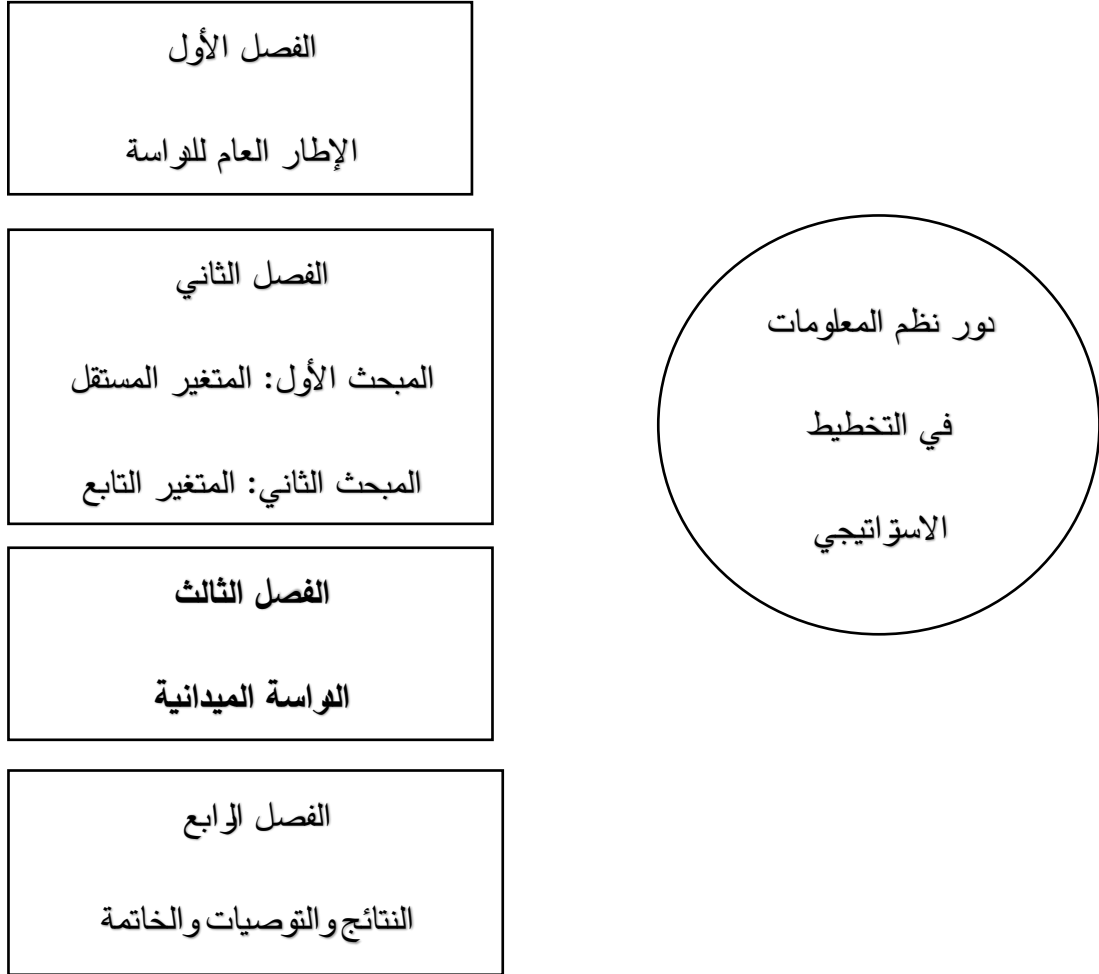 الفصل الأول
الإطار العام للدراسة
الفصل الثاني
المبحث الأول: المتغير المستقل
المبحث الثاني: المتغير التابع
الفصل الثالث
الدراسة الميدانية
الفصل الرابع
النتائج والتوصيات والخاتمة
دور نظم المعلومات
في التخطيط
الاستراتيجي